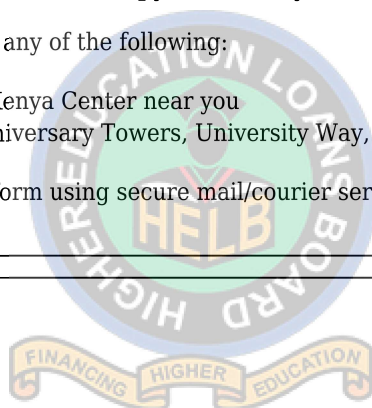 any of the following:
Kenya Center near you
niversary Towers, University Way,
form using secure mail/courier ser
HIGHER EDUCATION LOANS BOARD
HELB
FINANCING HIGHER EDUCATION